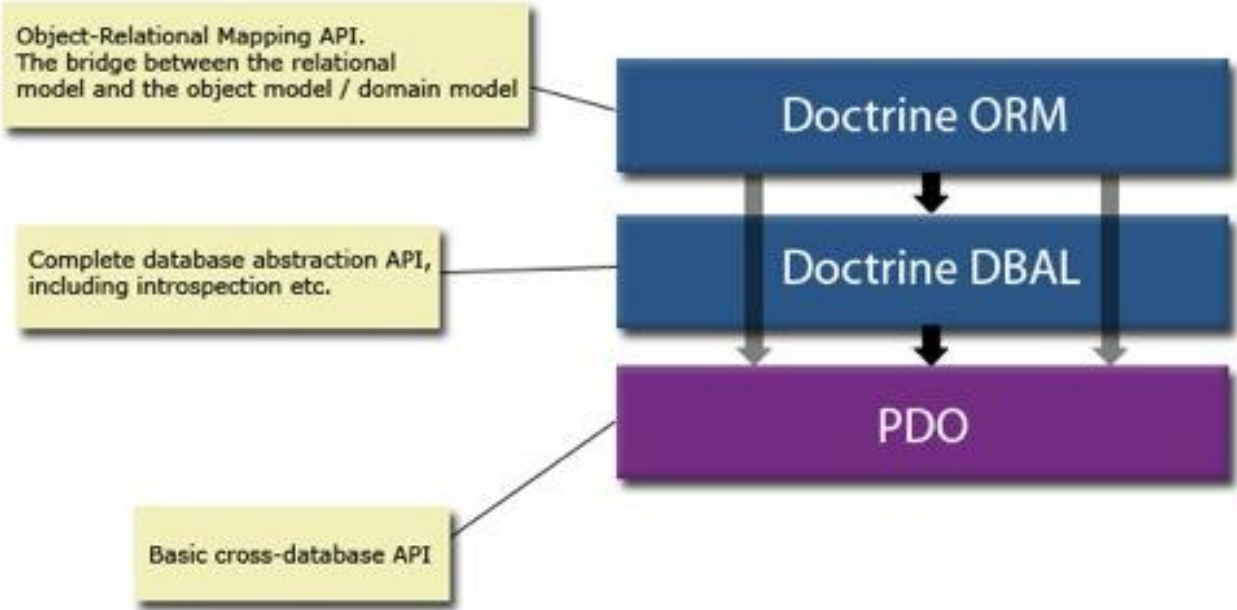 Object-Relational Mapping API.
The bridge between the relational
model and the object model / domain model
Doctrine ORM
Complete database abstraction API,
including introspection etc.
Doctrine DBAL
PDO
Basic cross-database API